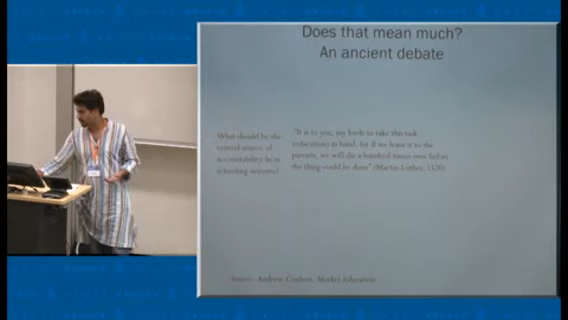 Does that mean much?
An ancient debate
What should be the
central source of
accountability be in
schooling systems?
"It is to you, my lords to take this task
(education) in hand, for if we leave it to the
parents, we will die a hundred times over before
the thing could be done" (Martin Luther, 1530)
Source: Andrew Coulson, Market Education